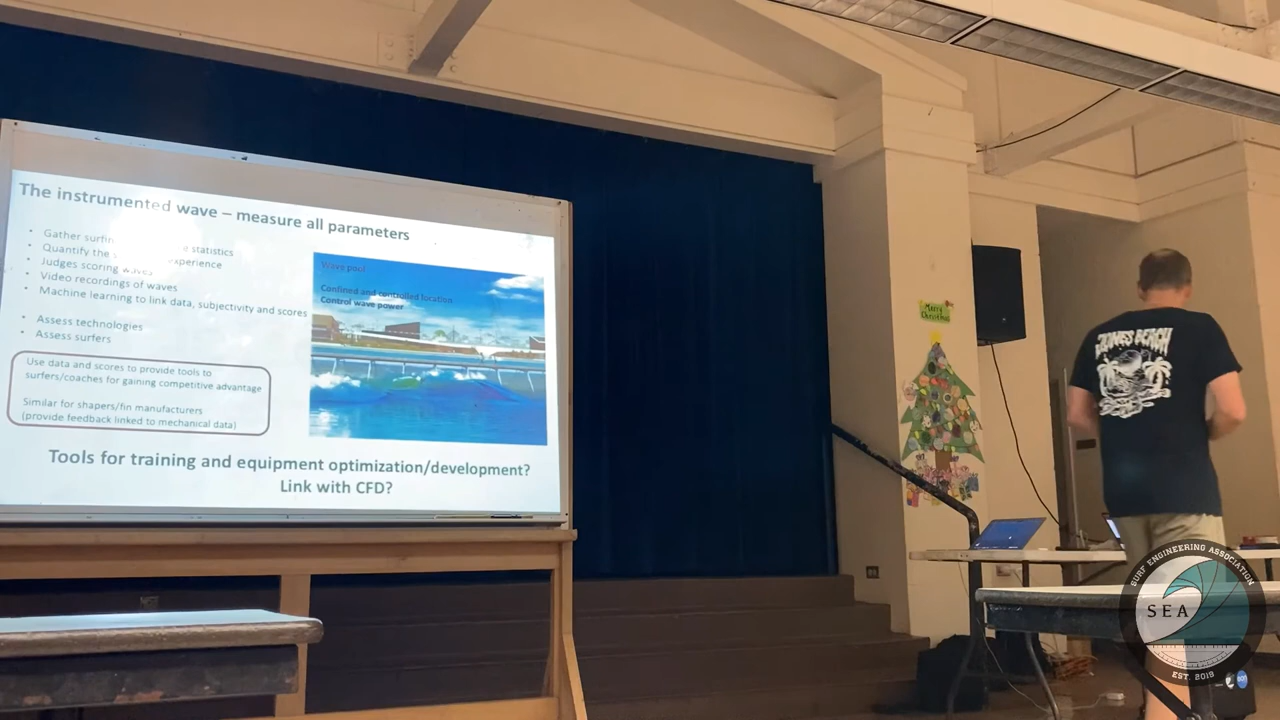 The instrumented wave – measure all parameters
• Gather surfin statistics
• Quantify the experience
• Judges scoring waves
• Video recordings of waves
• Machine learning to link data, subjectivity and scores
• Assess technologies
• Assess surfers
Use data and scores to provide tools to
surfers/coaches for gaining competitive advantage
Similar for shapers/fin manufacturers
(provide feedback linked to mechanical data)
Wave pool
Confined and controlled location
Control wave power
Tools for training and equipment optimization/development?
Link with CFD?
Merry
Christmas
BEACH
SURF ENGINEERING ASSOCIATION
SEA
EST. 2019